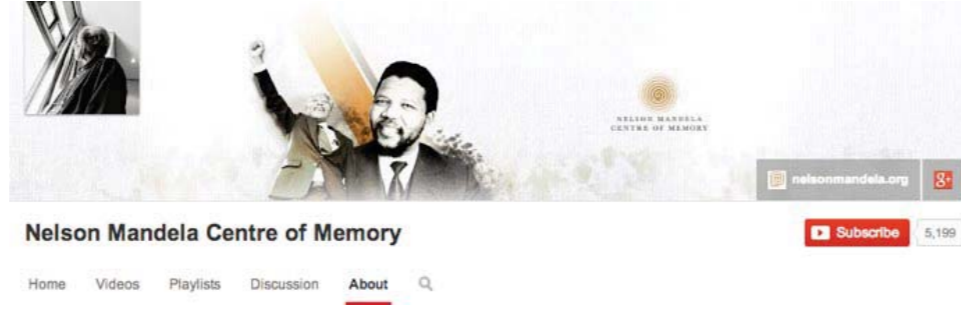 NELSON MANDELA
CENTRE OF MEMORY
nelsonmandela.org
g+
Nelson Mandela Centre of Memory
Subscribe 5,199
Home Videos Playlists Discussion About